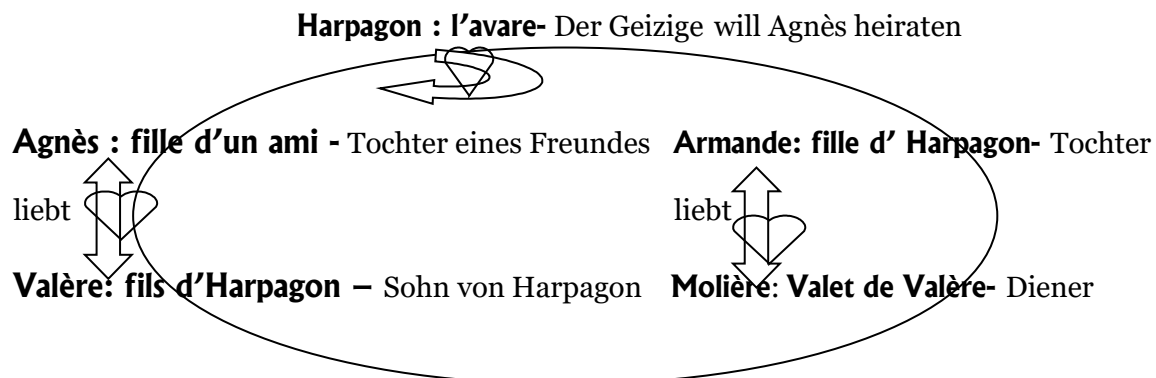 Harpagon : l'avare- Der Geizige will Agnès heiraten
Agnès : fille d'un ami - Tochter eines Freundes Armande: fille d' Harpagon- Tochter
liebt liebt
Valère: fils d'Harpagon – Sohn von Harpagon Molière: Valet de Valère- Diener